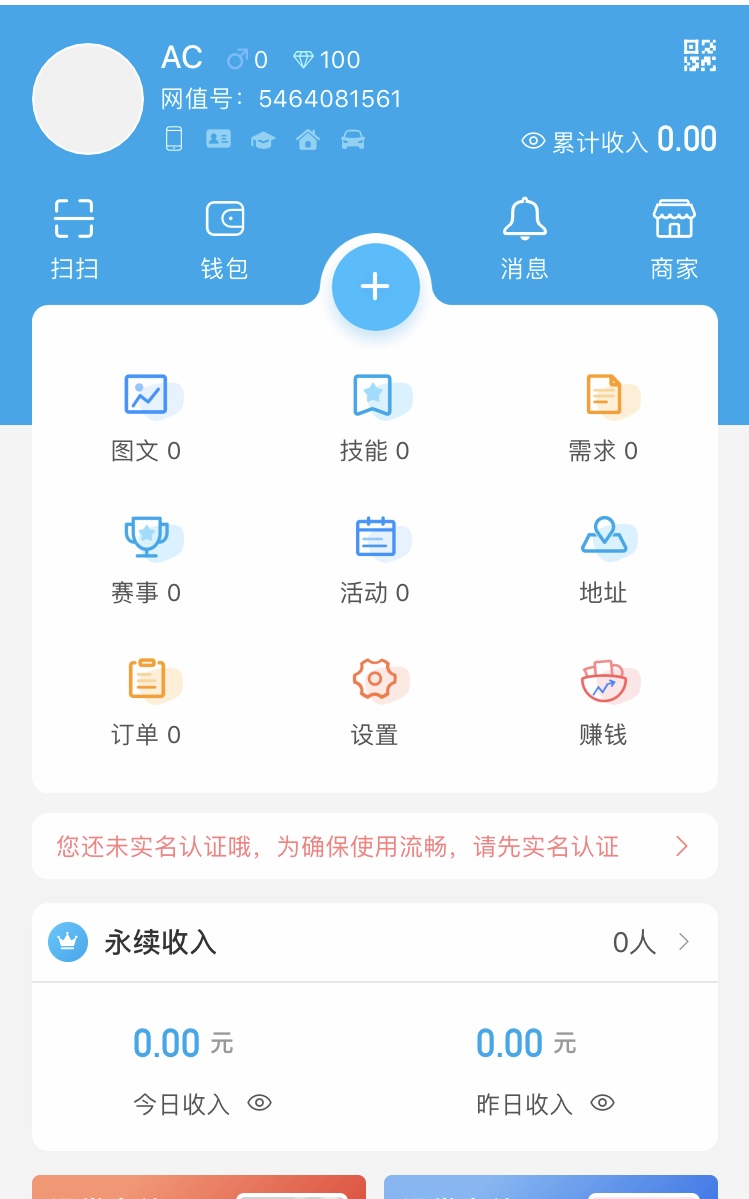 AC 0 100
网值号：5464081561
累计收入 0.00
扫扫 钱包 消息 商家
图文 0 技能 0 需求 0
赛事 0 活动 0 地址
订单 0 设置 赚钱
您还未实名认证哦，为确保使用流畅，请先实名认证
永续收入 0人
0.00 元 0.00 元
今日收入 昨日收入